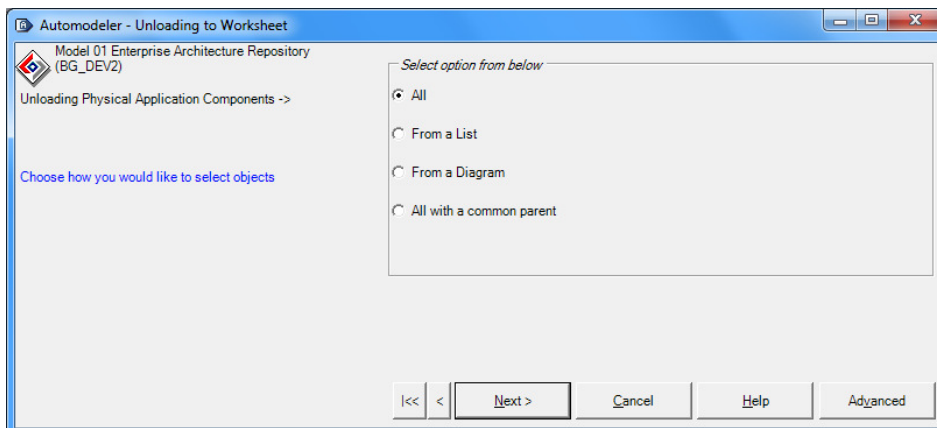 Automodeler - Unloading to Worksheet
Model 01 Enterprise Architecture Repository
(BG_DEV2)
Unloading Physical Application Components ->
Choose how you would like to select objects
Select option from below
All
From a List
From a Diagram
All with a common parent
|<< < Next > Cancel Help Advanced